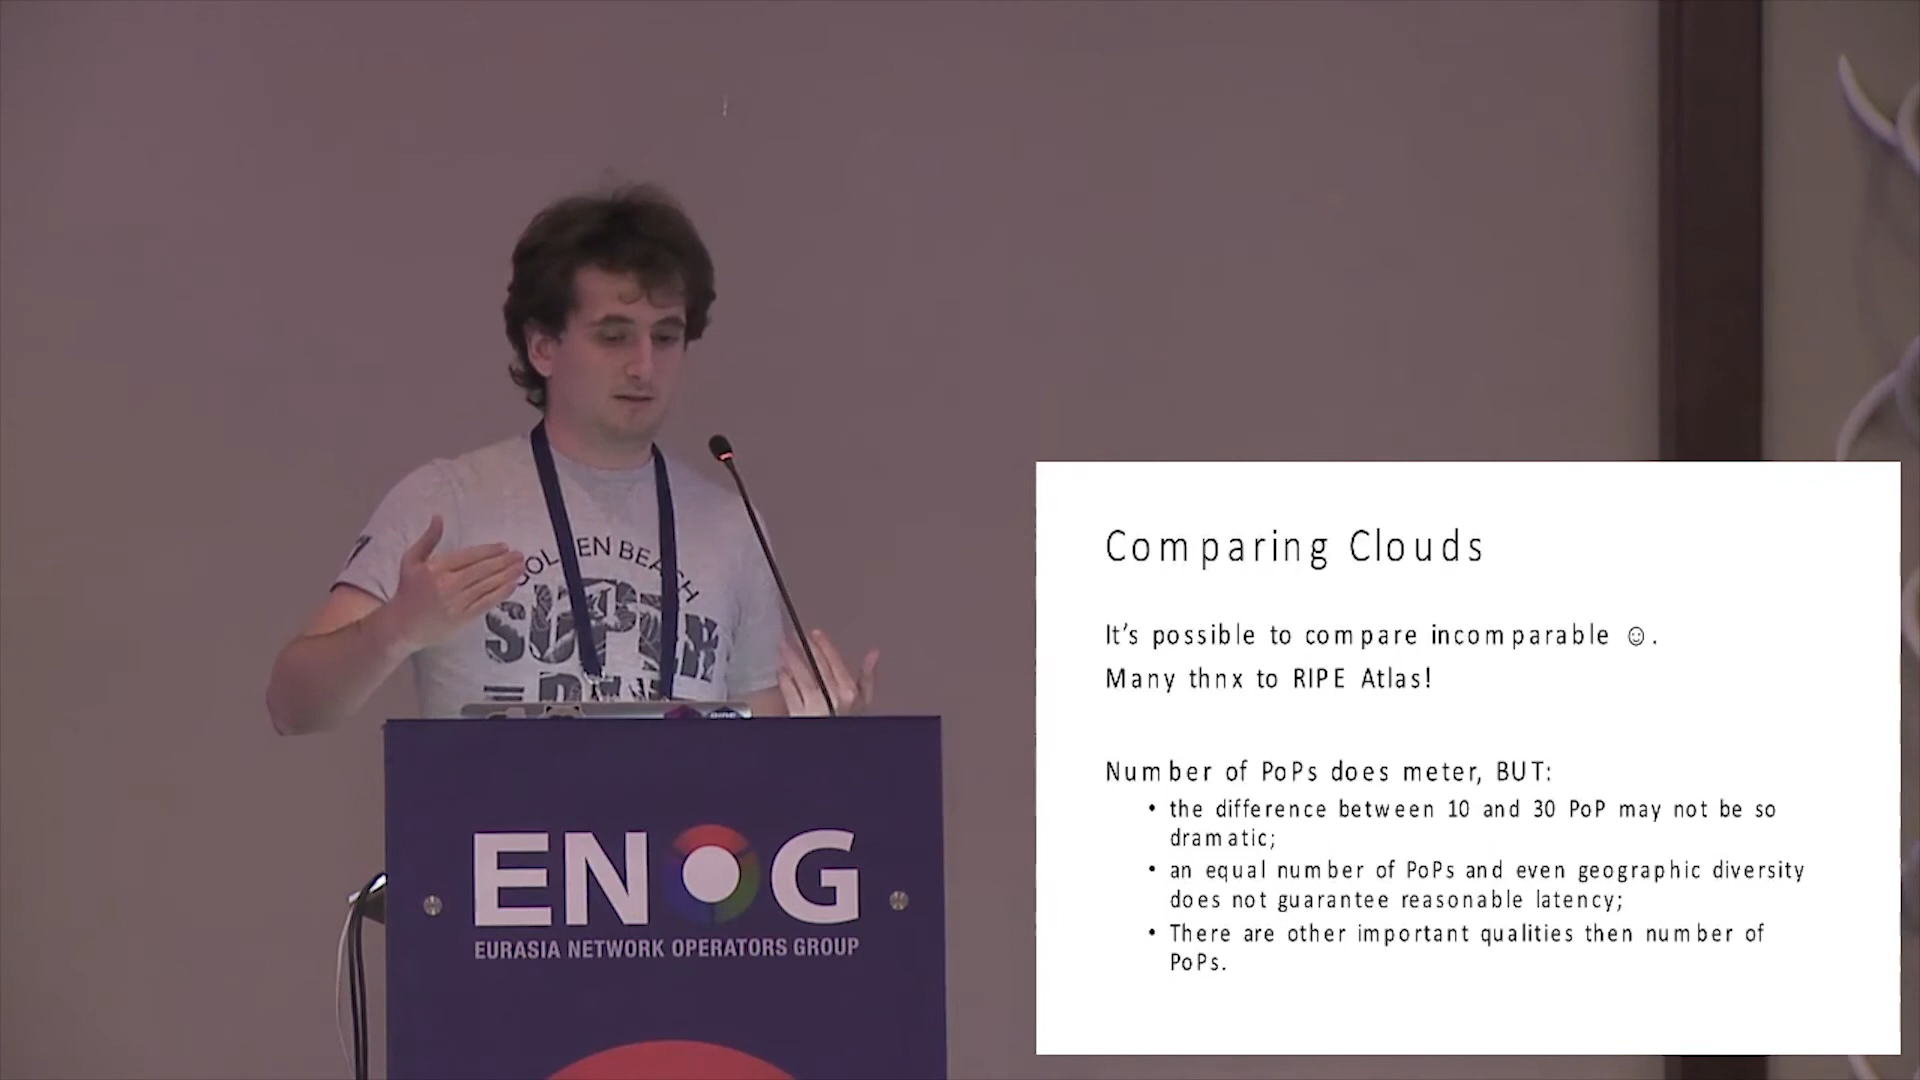 GOLDEN BEACH
SUPER
ENOG
EURASIA NETWORK OPERATORS GROUP
Comparing Clouds
It's possible to compare incomparable ☺.
Many thnx to RIPE Atlas!
Number of PoPs does meter, BUT:
• the difference between 10 and 30 PoP may not be so
dramatic;
• an equal number of PoPs and even geographic diversity
does not guarantee reasonable latency;
• There are other important qualities then number of
PoPs.